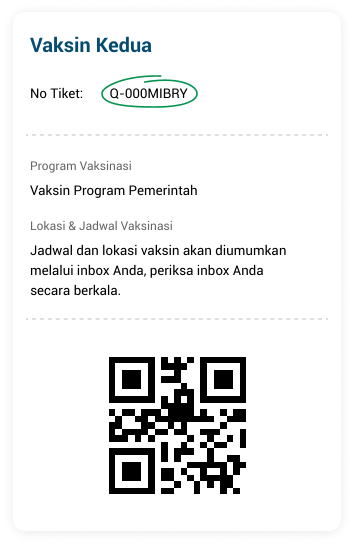 Vaksin Kedua
No Tiket: Q-000MIBRY
Program Vaksinasi
Vaksin Program Pemerintah
Lokasi & Jadwal Vaksinasi
Jadwal dan lokasi vaksin akan diumumkan
melalui inbox Anda, periksa inbox Anda
secara berkala.